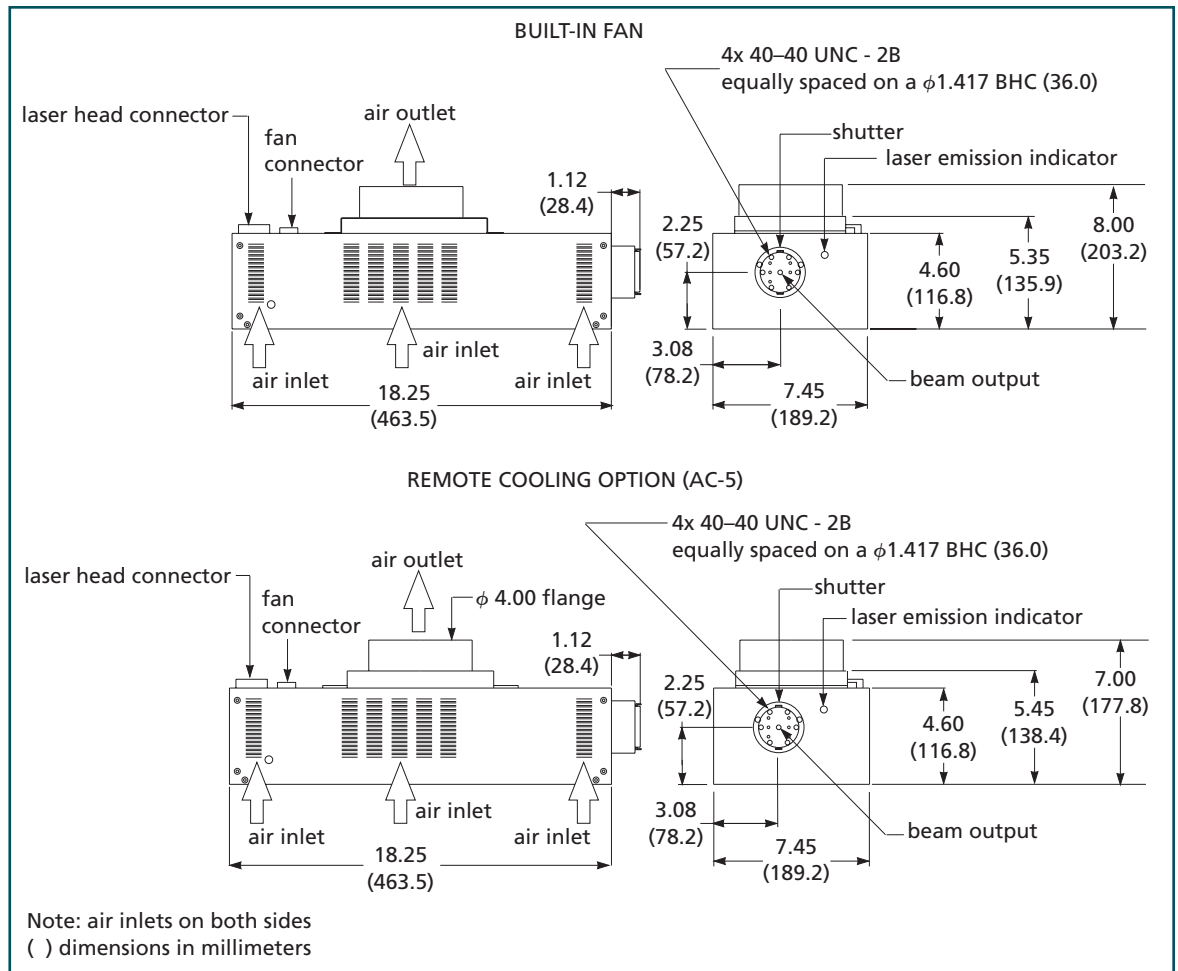 BUILT-IN FAN
4x 40–40 UNC - 2B
equally spaced on a ϕ1.417 BHC (36.0)
laser head connector
air outlet
fan
connector
shutter
laser emission indicator
1.12
(28.4)
2.25
(57.2)
8.00
(203.2)
5.35
(135.9)
4.60
(116.8)
air inlet
air inlet
air inlet
3.08
(78.2)
beam output
18.25
(463.5)
7.45
(189.2)
REMOTE COOLING OPTION (AC-5)
4x 40–40 UNC - 2B
equally spaced on a ϕ1.417 BHC (36.0)
laser head connector
air outlet
fan
connector
ϕ 4.00 flange
shutter
laser emission indicator
1.12
(28.4)
2.25
(57.2)
7.00
(177.8)
5.45
(138.4)
4.60
(116.8)
air inlet
air inlet
air inlet
3.08
(78.2)
beam output
18.25
(463.5)
7.45
(189.2)
Note: air inlets on both sides
( ) dimensions in millimeters